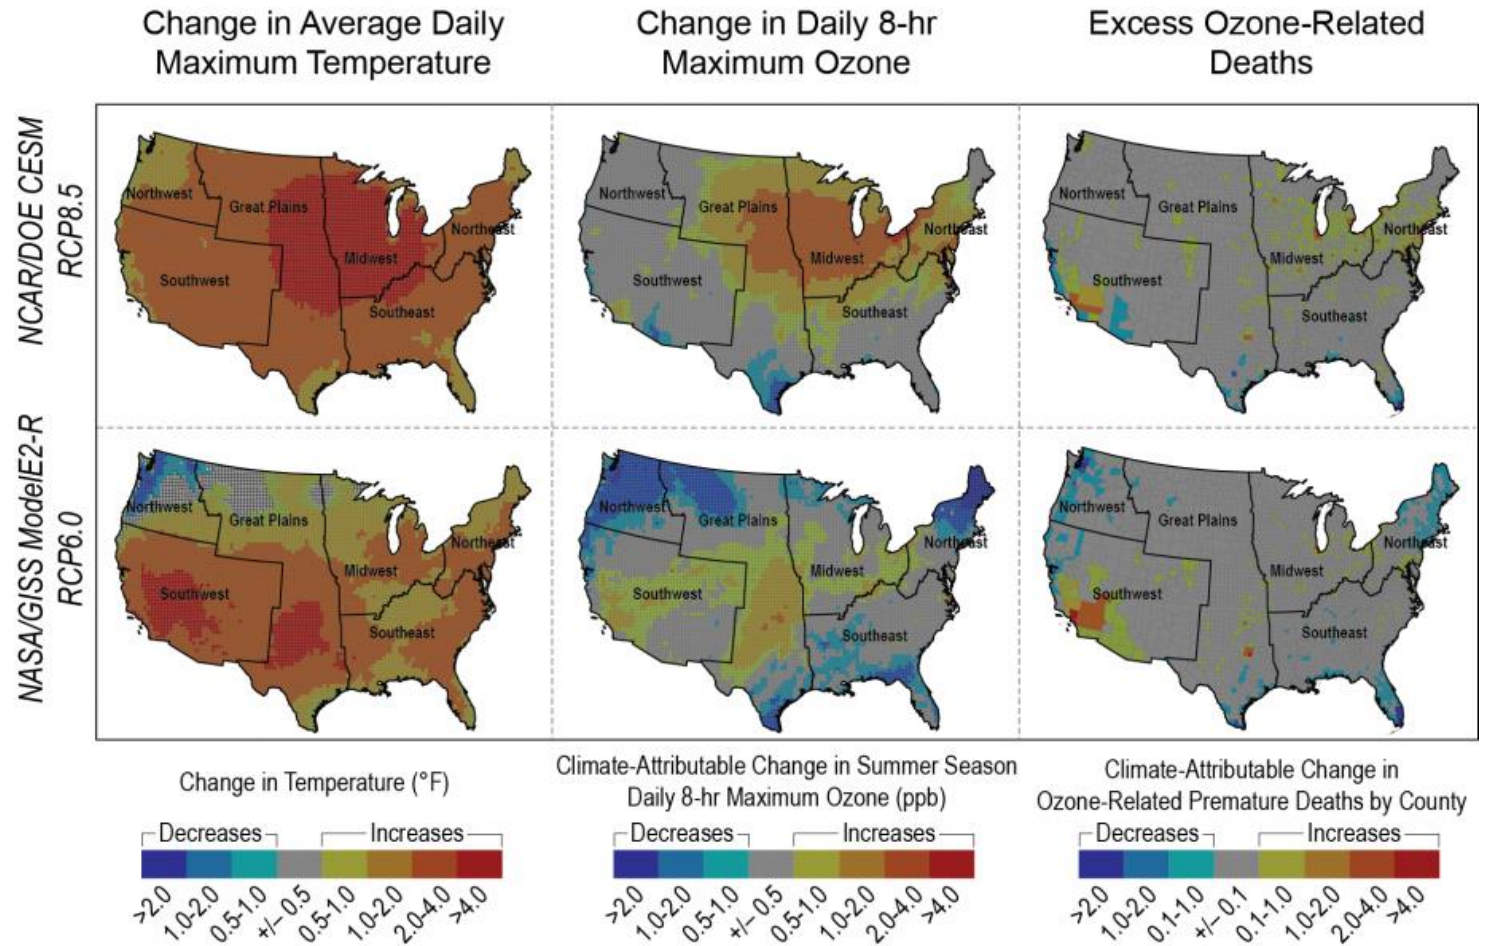 Change in Average Daily
Maximum Temperature
Change in Daily 8-hr
Maximum Ozone
Excess Ozone-Related
Deaths
NCAR/DOE CESM
RCP8.5
Northwest
Great Plains
Northeast
Midwest
Southwest
Southeast
Northwest
Great Plains
Northeast
Midwest
Southwest
Southeast
Northwest
Great Plains
Northeast
Midwest
Southwest
Southeast
NASA/GISS ModelE2-R
RCP6.0
Northwest
Great Plains
Northeast
Midwest
Southwest
Southeast
Northwest
Great Plains
Northeast
Midwest
Southwest
Southeast
Northwest
Great Plains
Northeast
Midwest
Southwest
Southeast
Change in Temperature (°F)
Decreases Increases
>2.0 1.0-2.0 0.5-1.0 +/– 0.5 0.5-1.0 1.0-2.0 2.0-4.0 >4.0
Climate-Attributable Change in Summer Season
Daily 8-hr Maximum Ozone (ppb)
Decreases Increases
>2.0 1.0-2.0 0.5-1.0 +/– 0.5 0.5-1.0 1.0-2.0 2.0-4.0 >4.0
Climate-Attributable Change in
Ozone-Related Premature Deaths by County
Decreases Increases
>2.0 1.0-2.0 0.1-1.0 +/– 0.1 0.1-1.0 1.0-2.0 2.0-4.0 >4.0